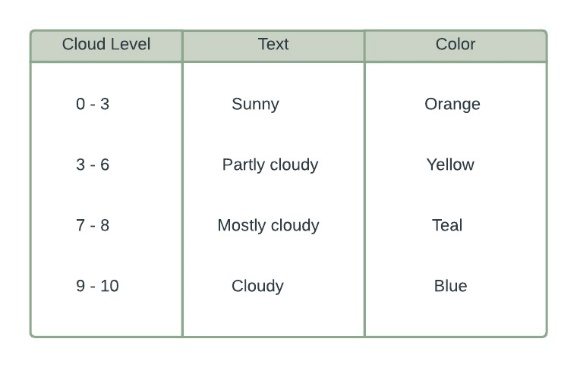 Cloud Level Text Color
0 - 3 Sunny Orange
3 - 6 Partly cloudy Yellow
7 - 8 Mostly cloudy Teal
9 - 10 Cloudy Blue